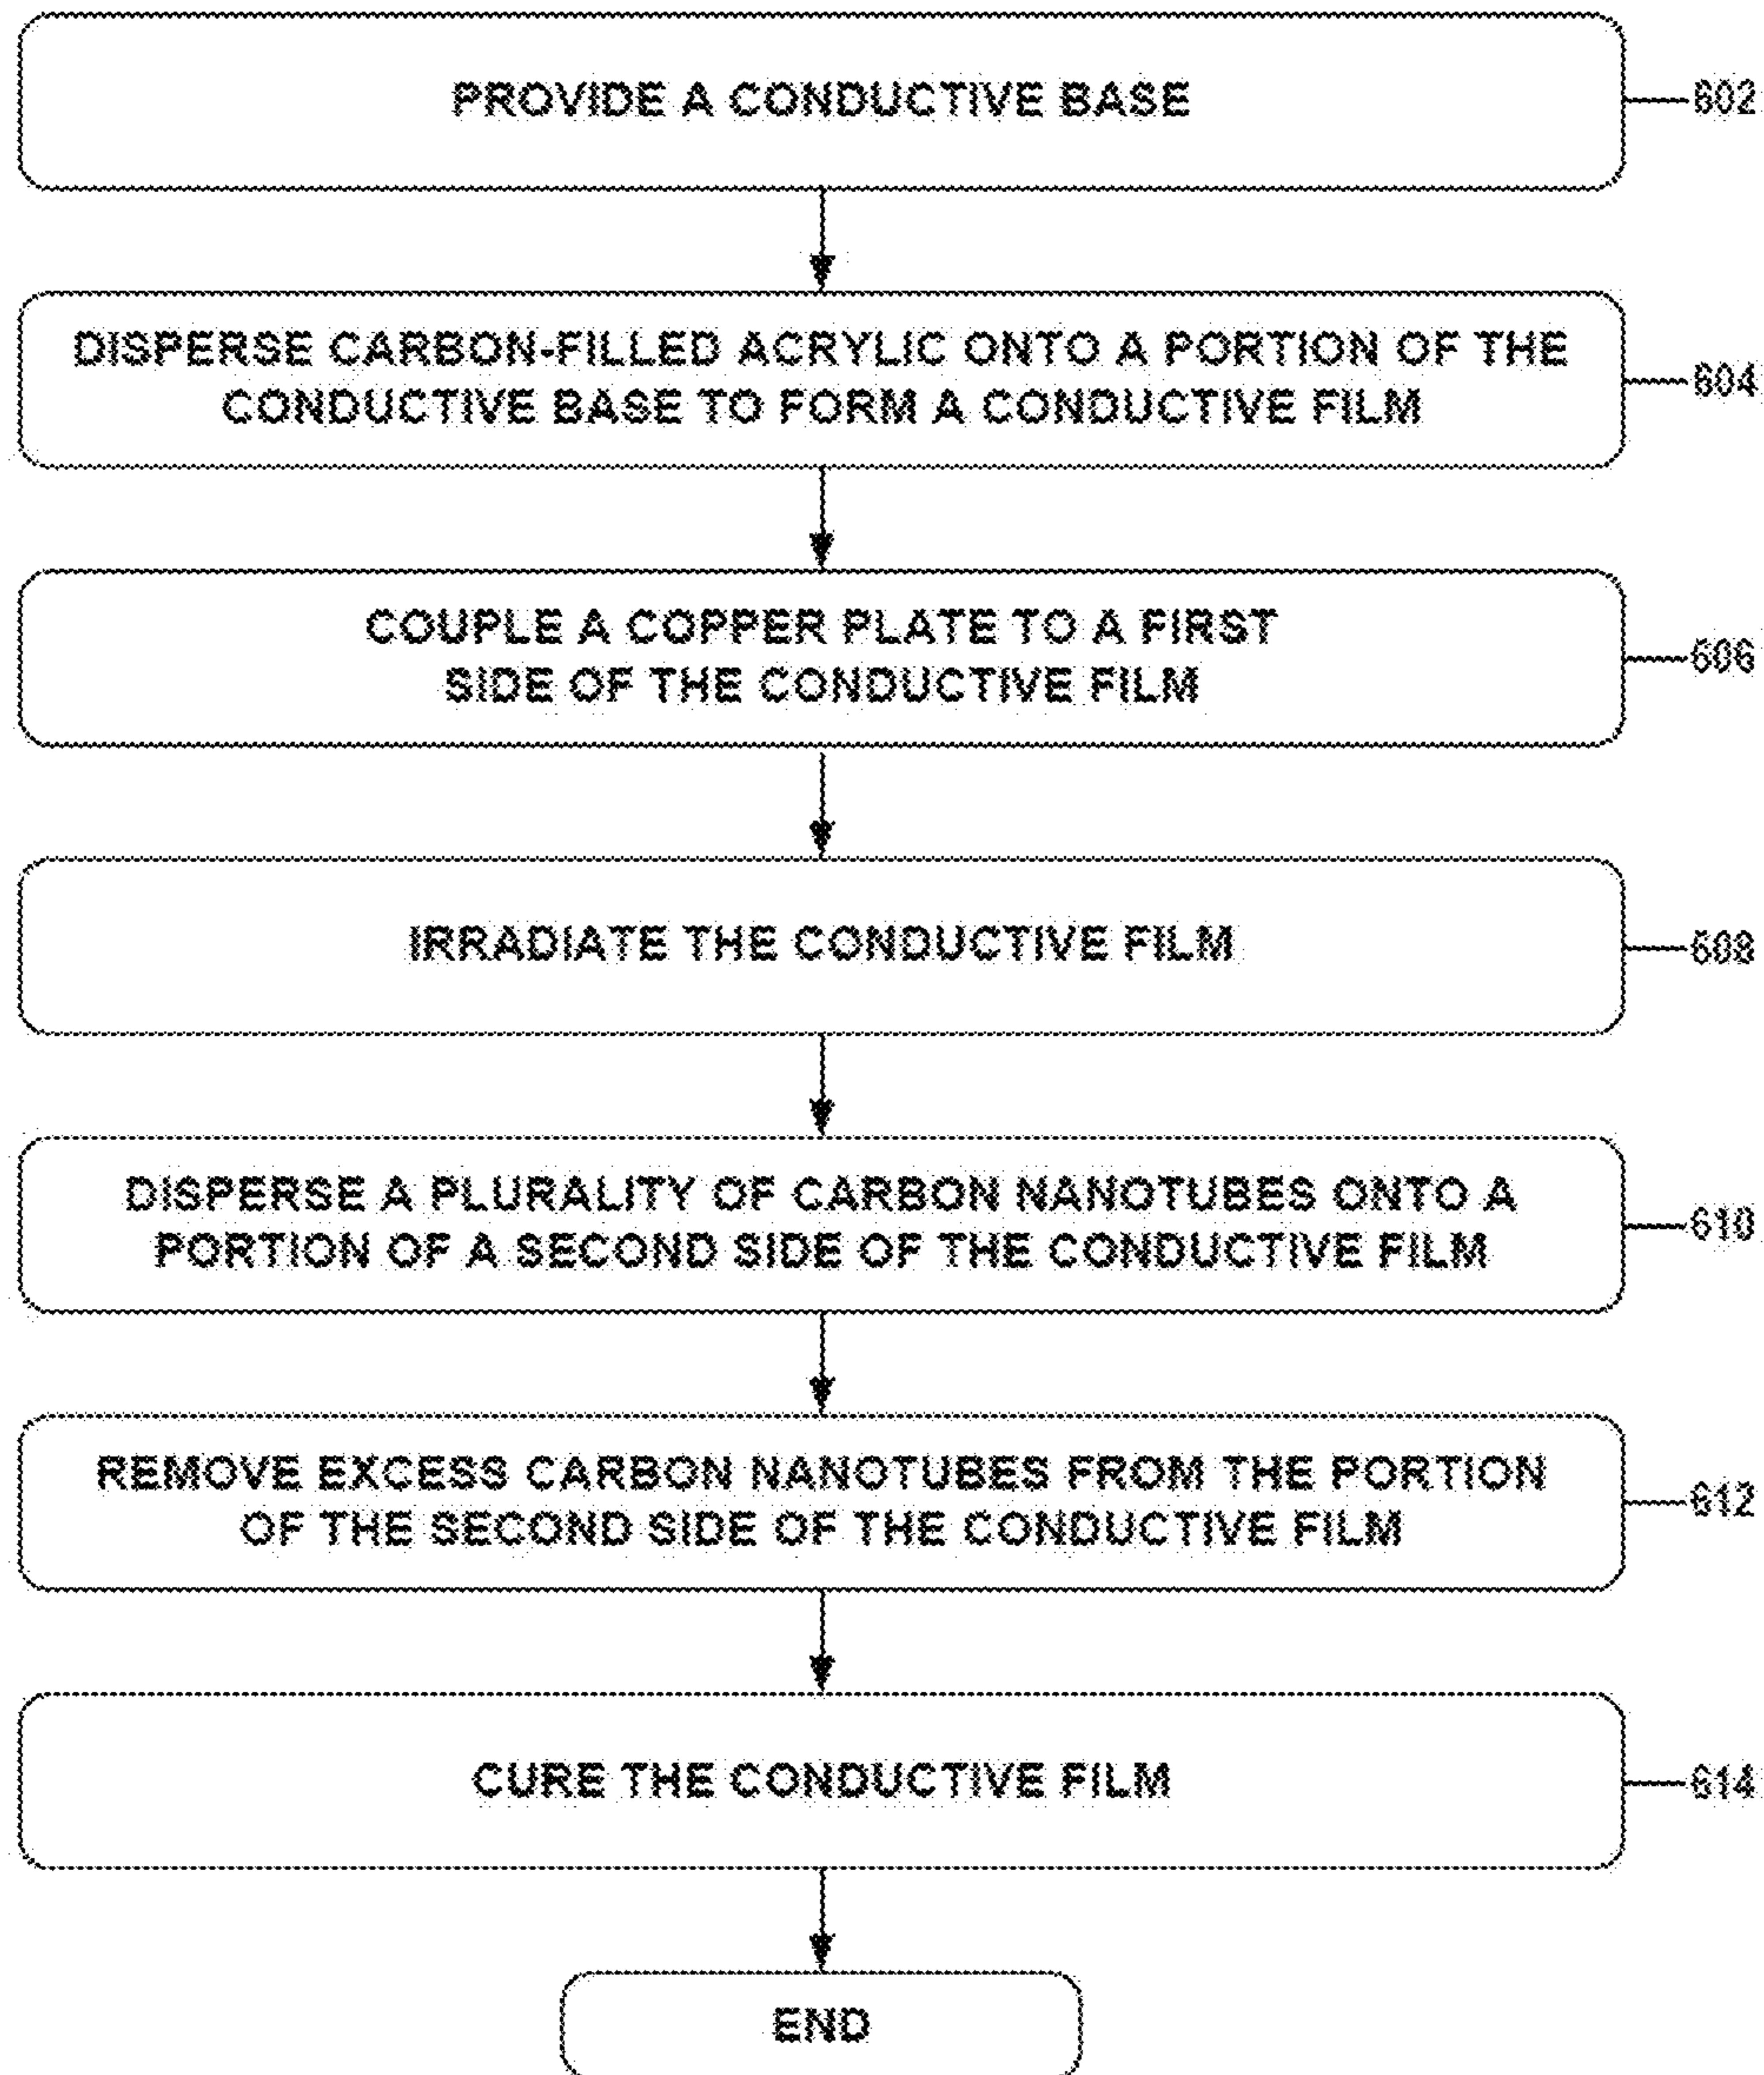 PROVIDE A CONDUCTIVE BASE
602
DISPERSE CARBON-FILLED ACRYLIC ONTO A PORTION OF THE
CONDUCTIVE BASE TO FORM A CONDUCTIVE FILM
604
COUPLE A COPPER PLATE TO A FIRST
SIDE OF THE CONDUCTIVE FILM
606
IRRADIATE THE CONDUCTIVE FILM
608
DISPERSE A PLURALITY OF CARBON NANOTUBES ONTO A
PORTION OF A SECOND SIDE OF THE CONDUCTIVE FILM
610
REMOVE EXCESS CARBON NANOTUBES FROM THE PORTION
OF THE SECOND SIDE OF THE CONDUCTIVE FILM
612
CURE THE CONDUCTIVE FILM
614
END